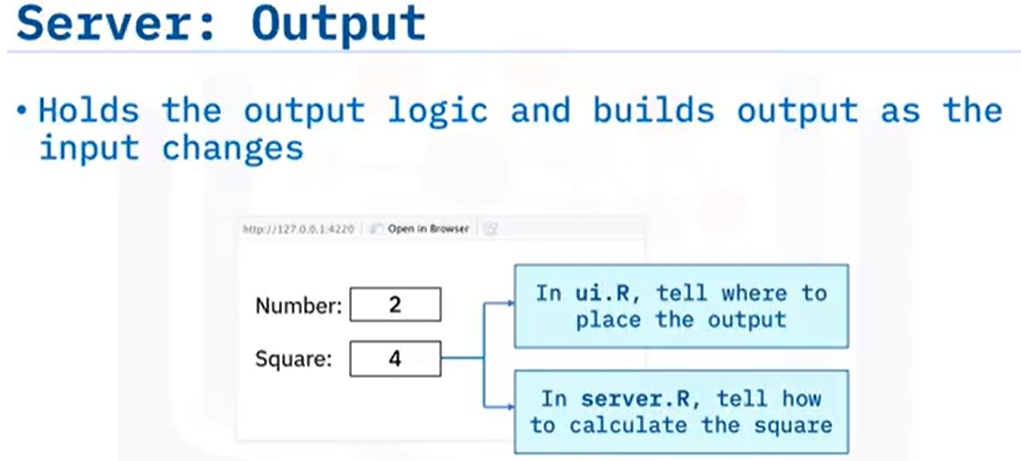 Server: Output
• Holds the output logic and builds output as the
input changes
http://127.0.0.1:4220 Open in Browser
Number: 2
Square: 4
In ui.R, tell where to
place the output
In server.R, tell how
to calculate the square